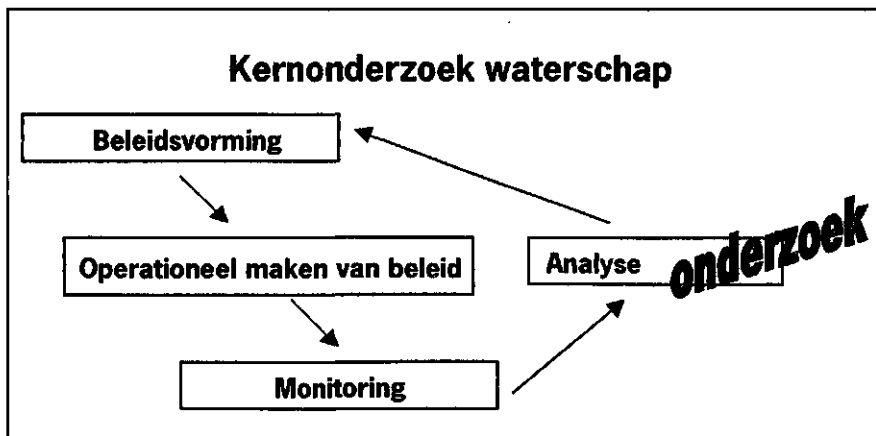 Kernonderzoek waterschap
Beleidsvorming
Operationeel maken van beleid
Analyse
onderzoek
Monitoring